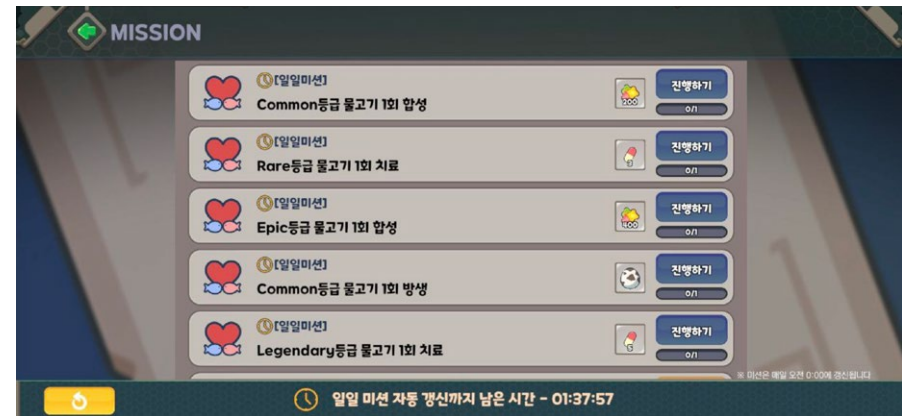 MISSION
[일일미션]
Common등급 물고기 1회 합성
200
진행하기
0/1
[일일미션]
Rare등급 물고기 1회 치료
진행하기
0/1
[일일미션]
Epic등급 물고기 1회 합성
400
진행하기
0/1
[일일미션]
Common등급 물고기 1회 방생
진행하기
0/1
[일일미션]
Legendary등급 물고기 1회 치료
진행하기
0/1
※ 미션은 매일 오전 0:00에 갱신됩니다
일일 미션 자동 갱신까지 남은 시간 - 01:37:57